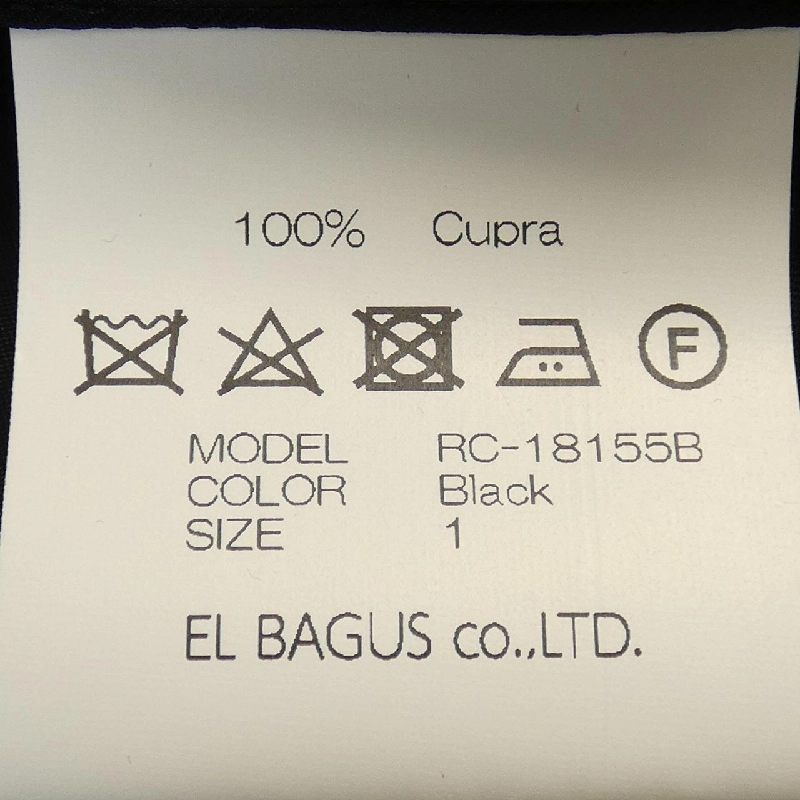 100% Cupra
F
MODEL RC-18155B
COLOR Black
SIZE 1
EL BAGUS co.,LTD.